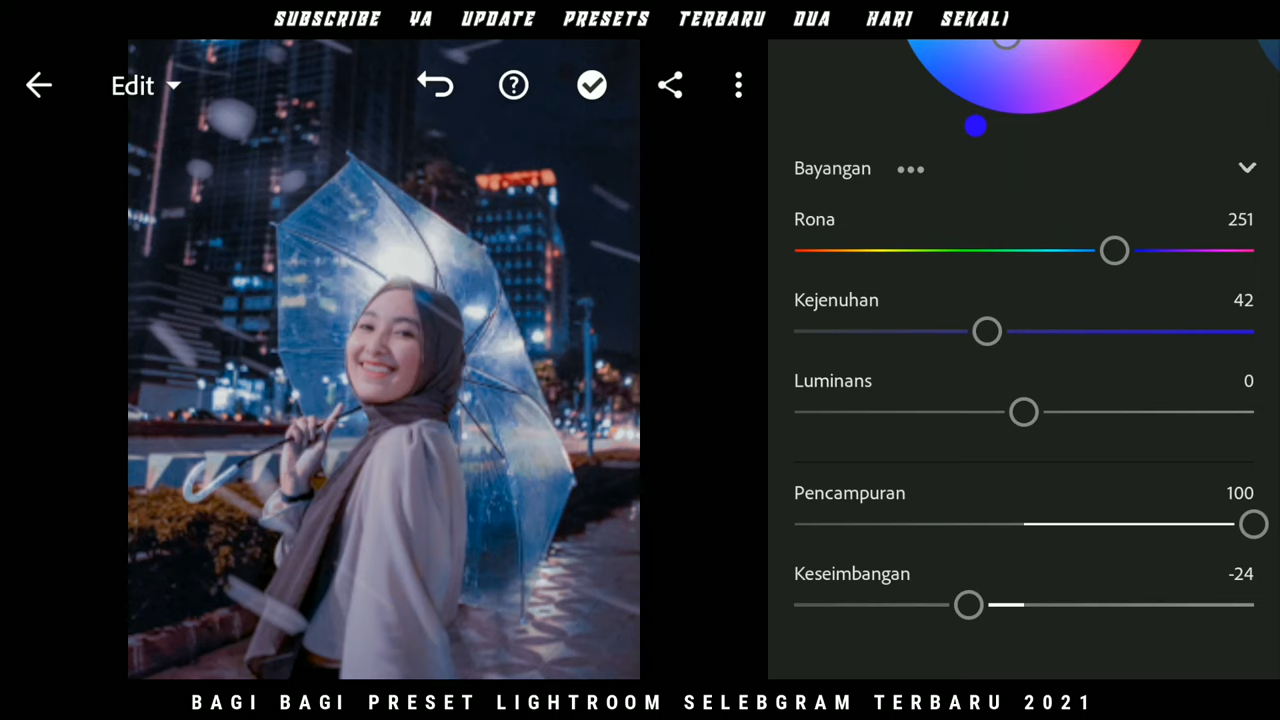 SUBSCRIBE YA UPDATE PRESETS TERBARU DUA HARI SEKALI
Edit
Bayangan
Rona 251
Kejenuhan 42
Luminans 0
Pencampuran 100
Keseimbangan -24
BAGI BAGI PRESET LIGHTROOM SELEBGRAM TERBARU 2021